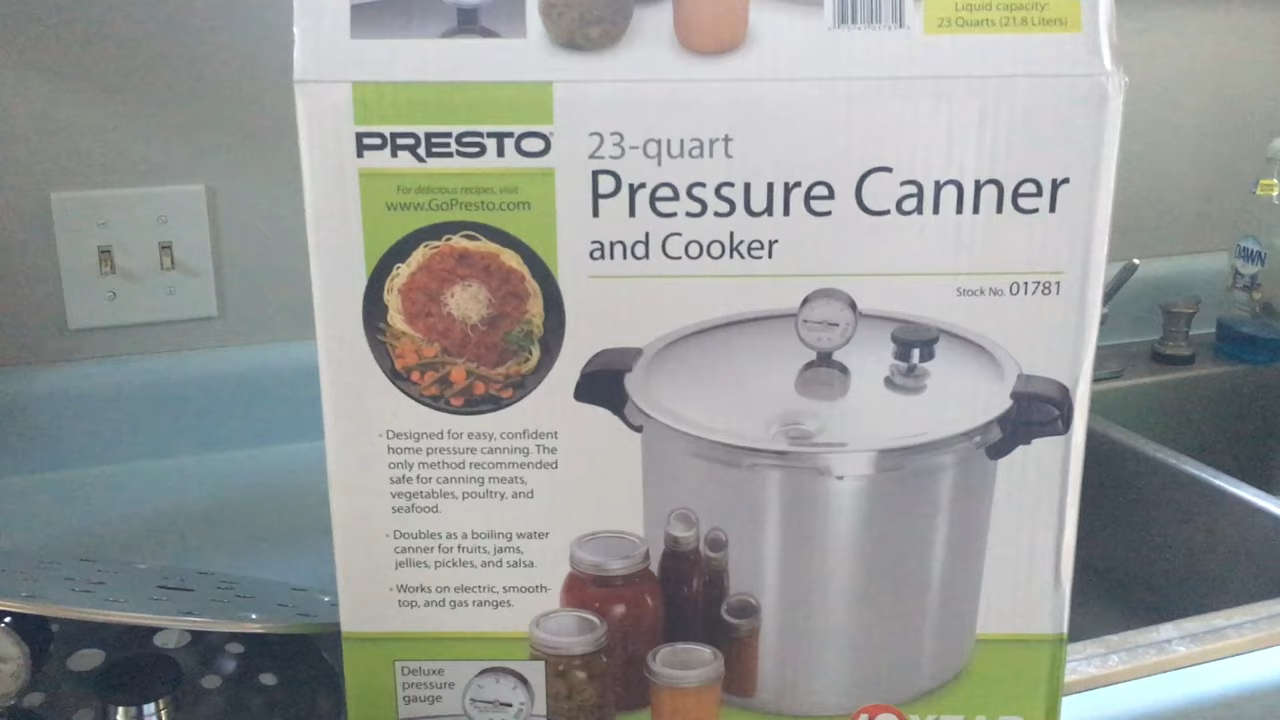 Liquid capacity:
23 Quarts (21.8 Liters)
PRESTO
For delicious recipes, visit
www.GoPresto.com
23-quart
Pressure Canner
and Cooker
Stock No. 01781
DAWN
• Designed for easy, confident
home pressure canning. The
only method recommended
safe for canning meats,
vegetables, poultry, and
seafood.
• Doubles as a boiling water
canner for fruits, jams,
jellies, pickles, and salsa.
• Works on electric, smooth-
top, and gas ranges.
Deluxe
pressure
gauge
YEAR